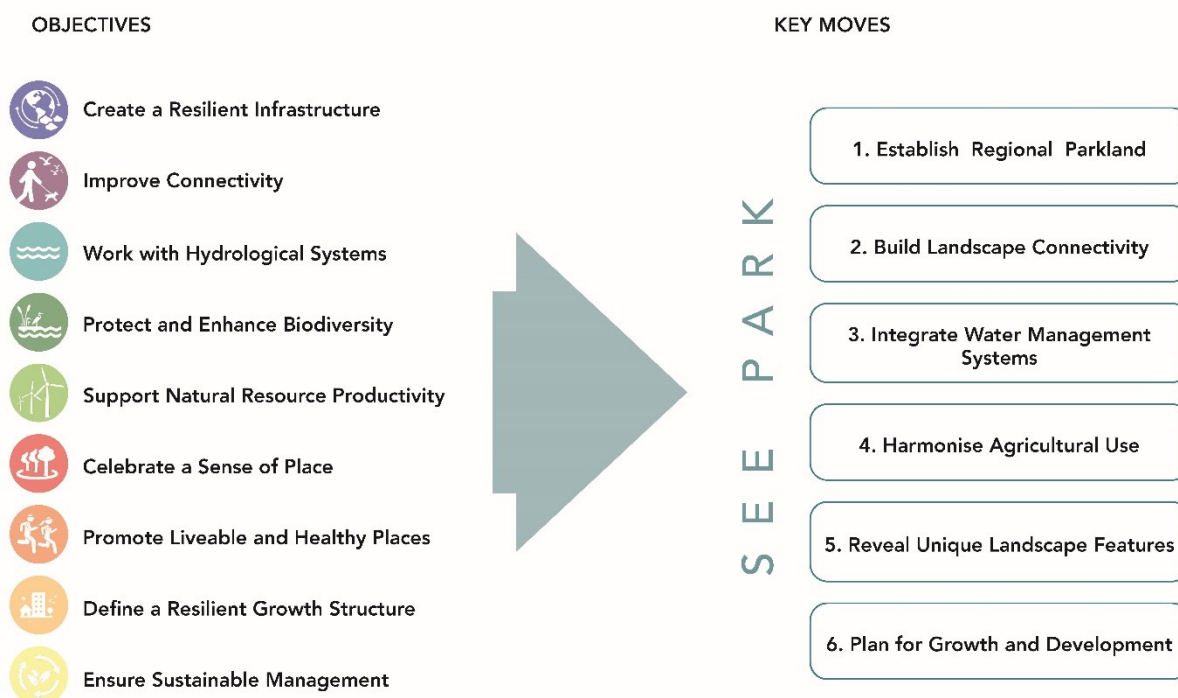 OBJECTIVES
Create a Resilient Infrastructure
Improve Connectivity
Work with Hydrological Systems
Protect and Enhance Biodiversity
Support Natural Resource Productivity
Celebrate a Sense of Place
Promote Liveable and Healthy Places
Define a Resilient Growth Structure
Ensure Sustainable Management
SEE PARK
KEY MOVES
1. Establish Regional Parkland
2. Build Landscape Connectivity
3. Integrate Water Management
Systems
4. Harmonise Agricultural Use
5. Reveal Unique Landscape Features
6. Plan for Growth and Development